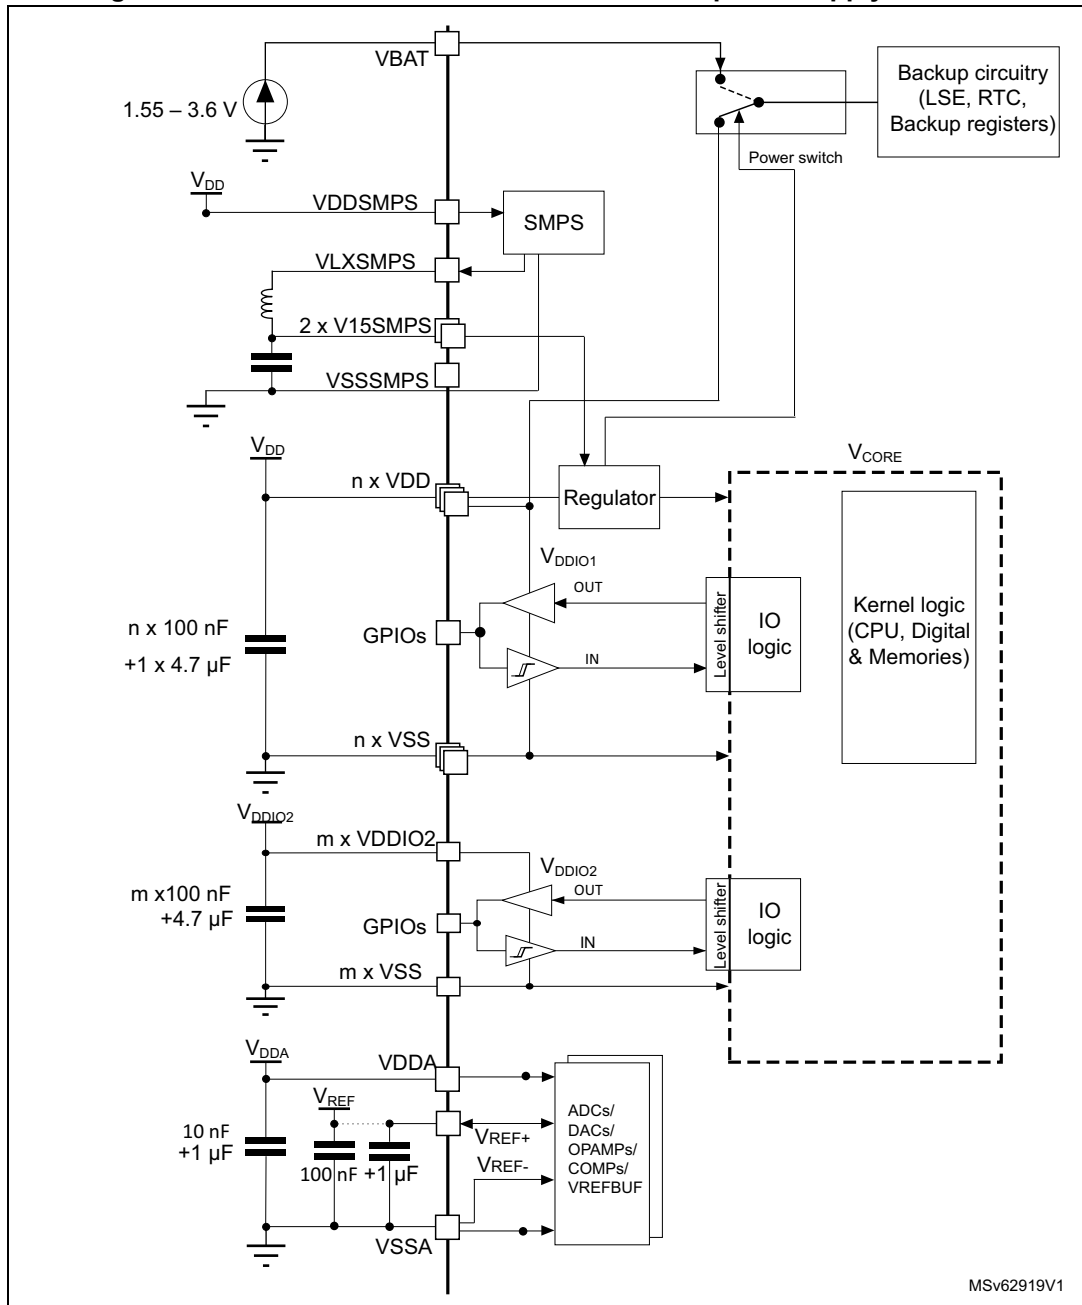 VBAT
1.55 – 3.6 V
Backup circuitry
(LSE, RTC,
Backup registers)
Power switch
VDD
VDDSMPS
SMPS
VLXSMPS
2 x V15SMPS
VSSSMPS
VDD
n x VDD
Regulator
VCORE
VDDIO1
OUT
GPIOs
IN
Level shifter
IO
logic
Kernel logic
(CPU, Digital
& Memories)
n x 100 nF
+1 x 4.7 µF
n x VSS
VDDIO2
m x VDDIO2
VDDIO2
OUT
m x100 nF
+4.7 µF
GPIOs
IN
Level shifter
IO
logic
m x VSS
VDDA
VDDA
VREF
10 nF
+1 µF
100 nF
+1 µF
VREF+
VREF-
ADCs/
DACs/
OPAMPs/
COMPs/
VREFBUF
VSSA
MSv62919V1